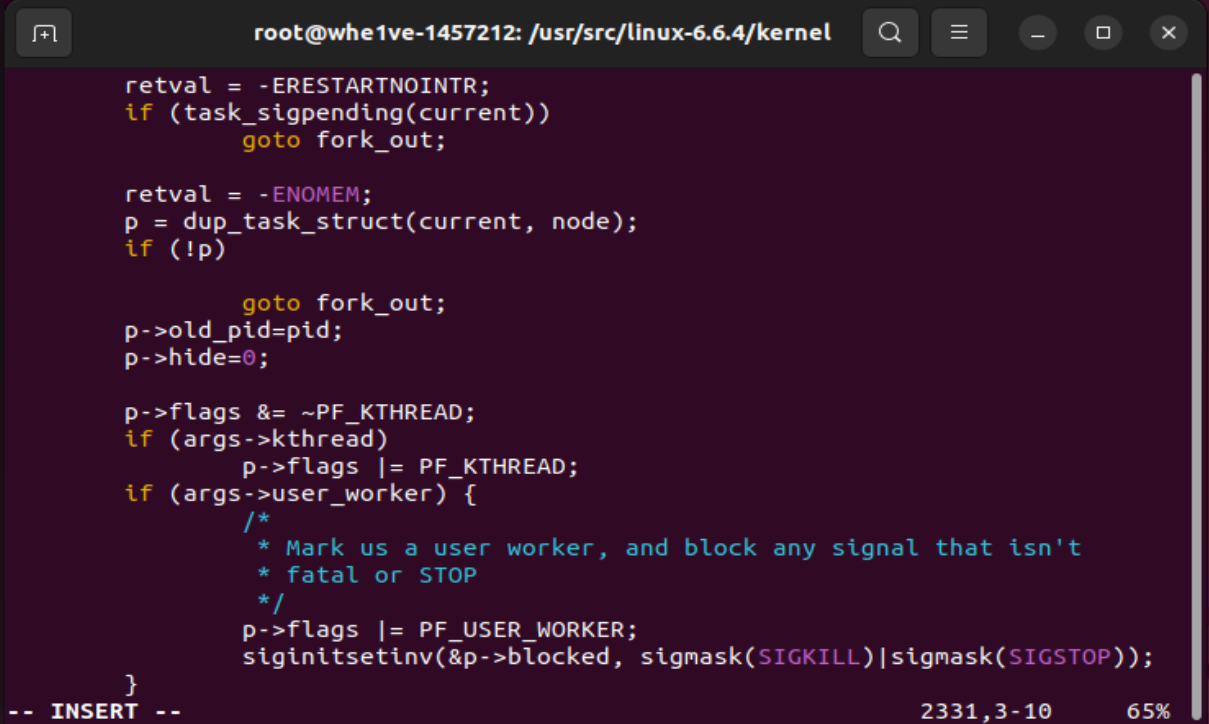 root@whe1ve-1457212: /usr/src/linux-6.6.4/kernel
retval = -ERESTARTNOINTR;
if (task_sigpending(current))
goto fork_out;
retval = -ENOMEM;
p = dup_task_struct(current, node);
if (!p)
goto fork_out;
p->old_pid=pid;
p->hide=0;
p->flags &= ~PF_KTHREAD;
if (args->kthread)
p->flags |= PF_KTHREAD;
if (args->user_worker) {
/*
* Mark us a user worker, and block any signal that isn't
* fatal or STOP
*/
p->flags |= PF_USER_WORKER;
siginitsetinv(&p->blocked, sigmask(SIGKILL)|sigmask(SIGSTOP));
}
-- INSERT -- 2331,3-10 65%